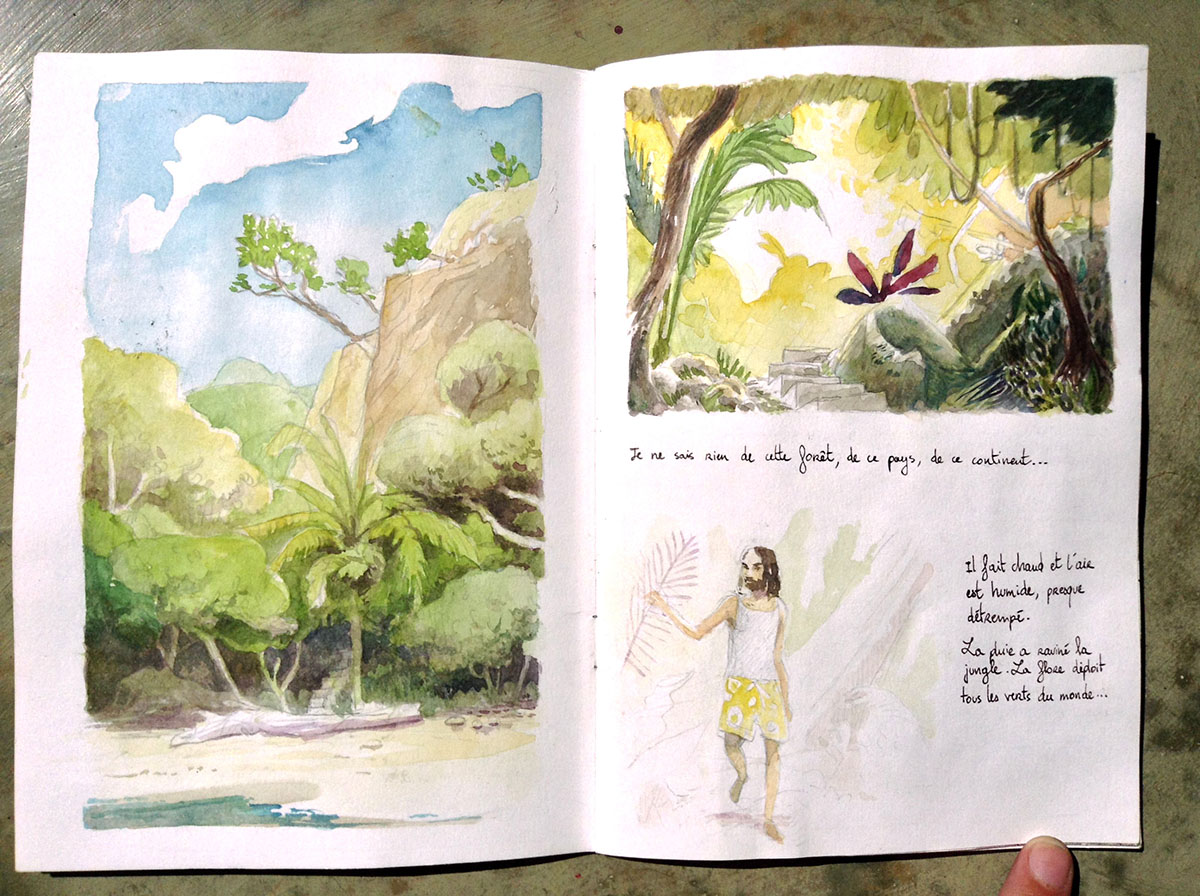 Je ne sais rien de cette forêt, de ce pays, de ce continent...
Il fait chaud et l'air
est humide, presque
détrempé.
La pluie a raviné la
jungle. La flore déploit
tous les verts du monde...